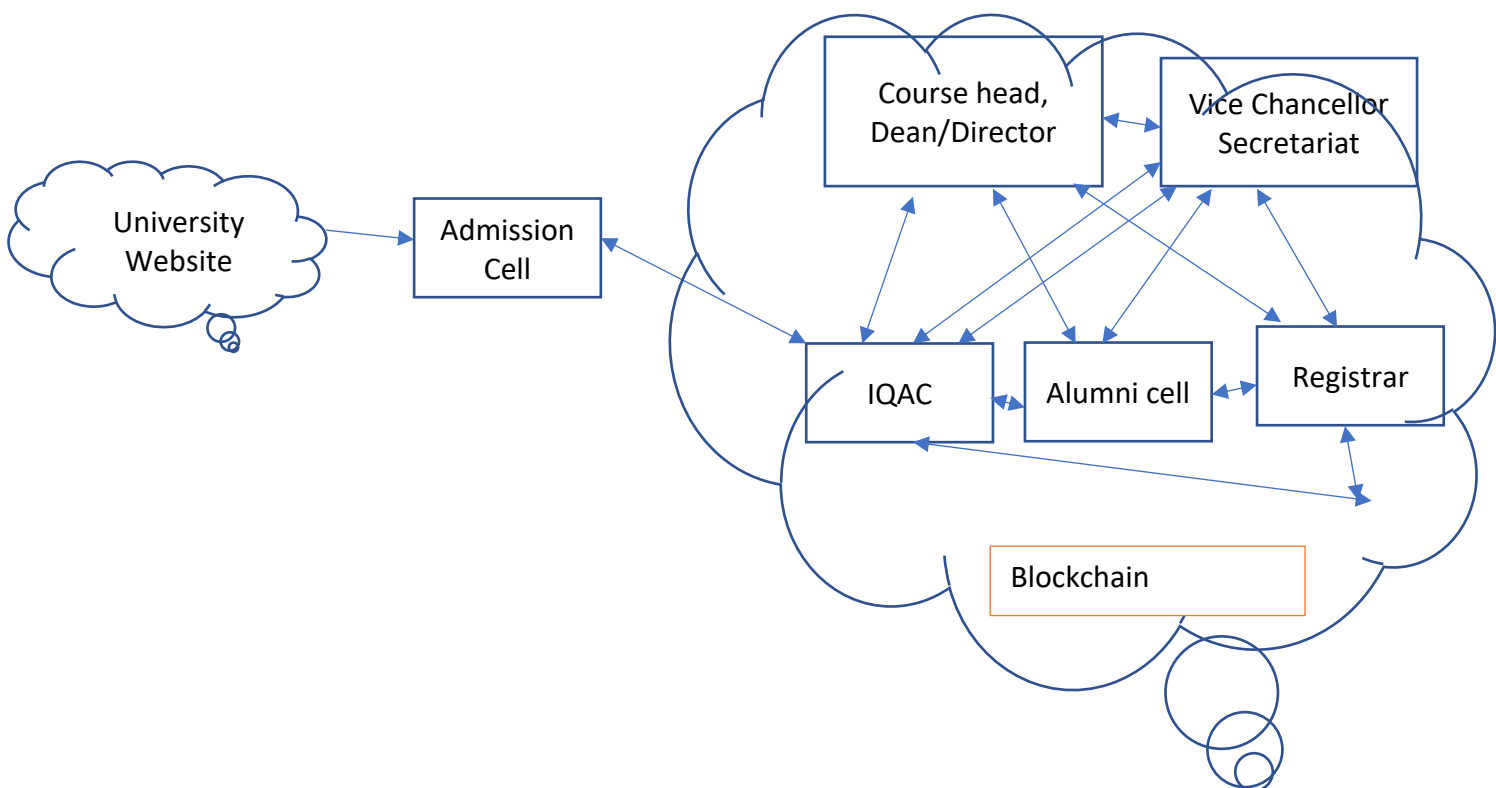 University
Website
Admission
Cell
Course head,
Dean/Director
Vice Chancellor
Secretariat
IQAC
Alumni cell
Registrar
Blockchain